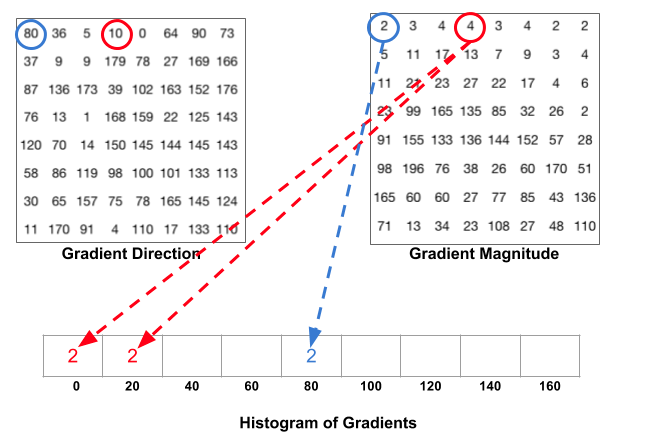 80 36 5 10 0 64 90 73
37 9 9 179 78 27 169 166
87 136 173 39 102 163 152 176
76 13 1 168 159 22 125 143
120 70 14 150 145 144 145 143
58 86 119 98 100 101 133 113
30 65 157 75 78 165 145 124
11 170 91 4 110 17 133 110
Gradient Direction
2 3 4 4 3 4 2 2
5 11 17 13 7 9 3 4
11 21 23 27 22 17 4 6
23 99 165 135 85 32 26 2
91 155 133 136 144 152 57 28
98 196 76 38 26 60 170 51
165 60 60 27 77 85 43 136
71 13 34 23 108 27 48 110
Gradient Magnitude
2 2 2
0 20 40 60 80 100 120 140 160
Histogram of Gradients